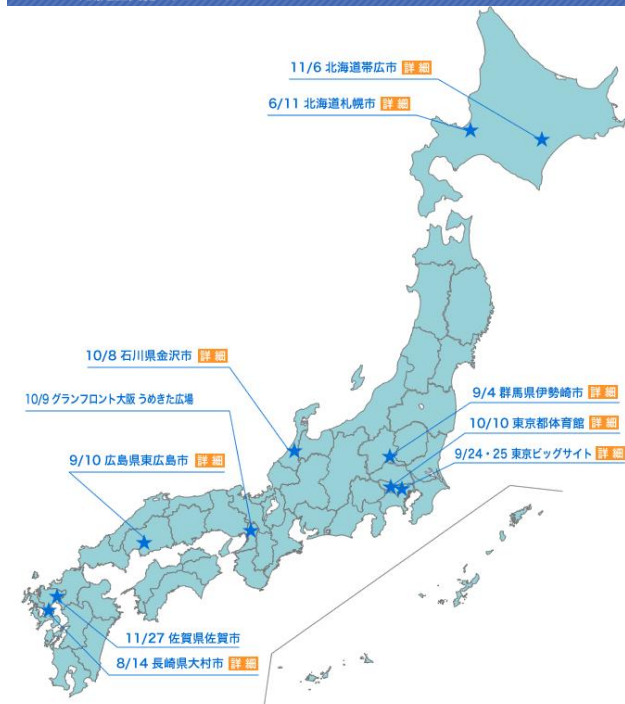 11/6 北海道帯広市 詳細
6/11 北海道札幌市 詳細
10/8 石川県金沢市 詳細
10/9 グランフロント大阪 うめきた広場
9/4 群馬県伊勢崎市 詳細
10/10 東京都体育館 詳細
9/24・25 東京ビッグサイト 詳細
9/10 広島県東広島市 詳細
11/27 佐賀県佐賀市
8/14 長崎県大村市 詳細